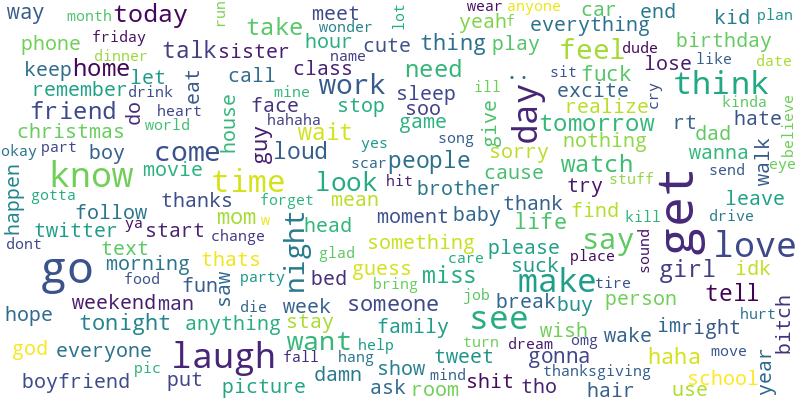 way month today run take meet wear anyone
friday wonder lot yeahf everything car end kid plan
phone dinner talk sister hour cute thing play feel birthday
keep home let call class name need .. sit fuck lose dude like date
remember drink eat mine work sleep excite ill cry think kinda
friend do heart face stop soo give day realize hate
christmas world house hahaha game tomorrow rt dad believe
okay part boy come guy wait loud yes song sorry nothing wanna walk eye
movie scar people cause watch send
know time look hit brother try stuff get leave
happen gotta thanks forget mean thank life find kill drive
follow mom w moment baby say love
twitter ya start head something please sound
dont text change night glad care suck place girl idk
go morning thats guess miss make tire
food fun saw party bed bring job person tell
weekend man die week someone break buy hurt
hope tonight anything stay family see wish wake im right bitch
want turn dream omg
god everyone laugh fall hang help tweet gonna haha move year
pic damn show mind thanksgiving school
boyfriend put picture ask room shit tho hair use